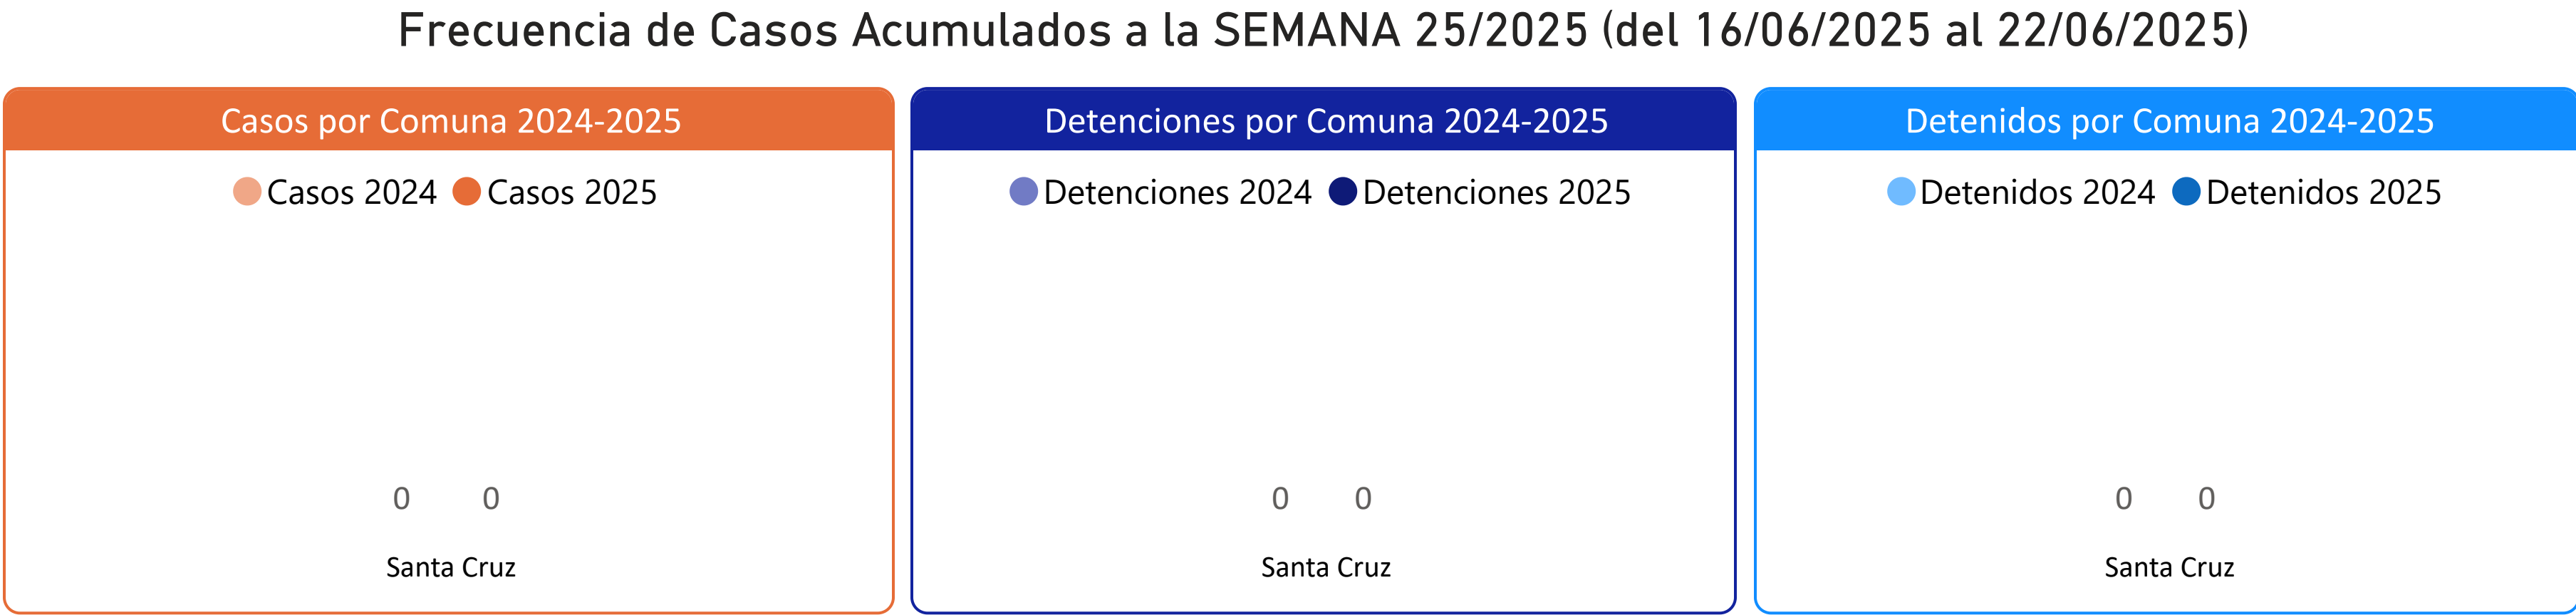 Frecuencia de Casos Acumulados a la SEMANA 25/2025 (del 16/06/2025 al 22/06/2025)
Casos por Comuna 2024-2025
Casos 2024 Casos 2025
0 0
Santa Cruz
Detenciones por Comuna 2024-2025
Detenciones 2024 Detenciones 2025
0 0
Santa Cruz
Detenidos por Comuna 2024-2025
Detenidos 2024 Detenidos 2025
0 0
Santa Cruz